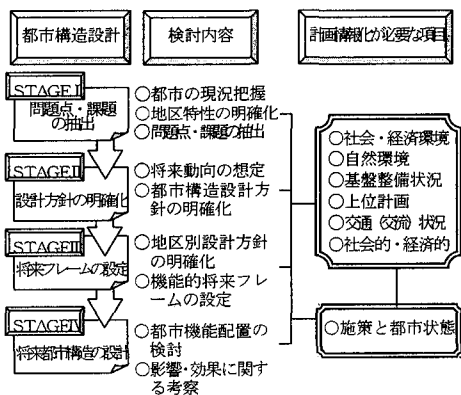 都市構造設計
検討内容
計画情報化が必要な項目
STAGEⅠ
問題点・課題
の抽出
○都市の現況把握
○地区特性の明確化
○問題点・課題の抽出
STAGEⅡ
設計方針の明確化
○将来動向の想定
○都市構造設計方
針の明確化
STAGEⅢ
将来フレームの設定
○地区別設計方針
の明確化
○機能的将来フレ
ームの設定
STAGEⅣ
将来都市構造の設計
○都市機能配置の
検討
○影響・効果に関す
る考察
○社会・経済環境
○自然環境
○基盤整備状況
○上位計画
○交通（交流）状況
○社会的・経済的
○施策と都市状態